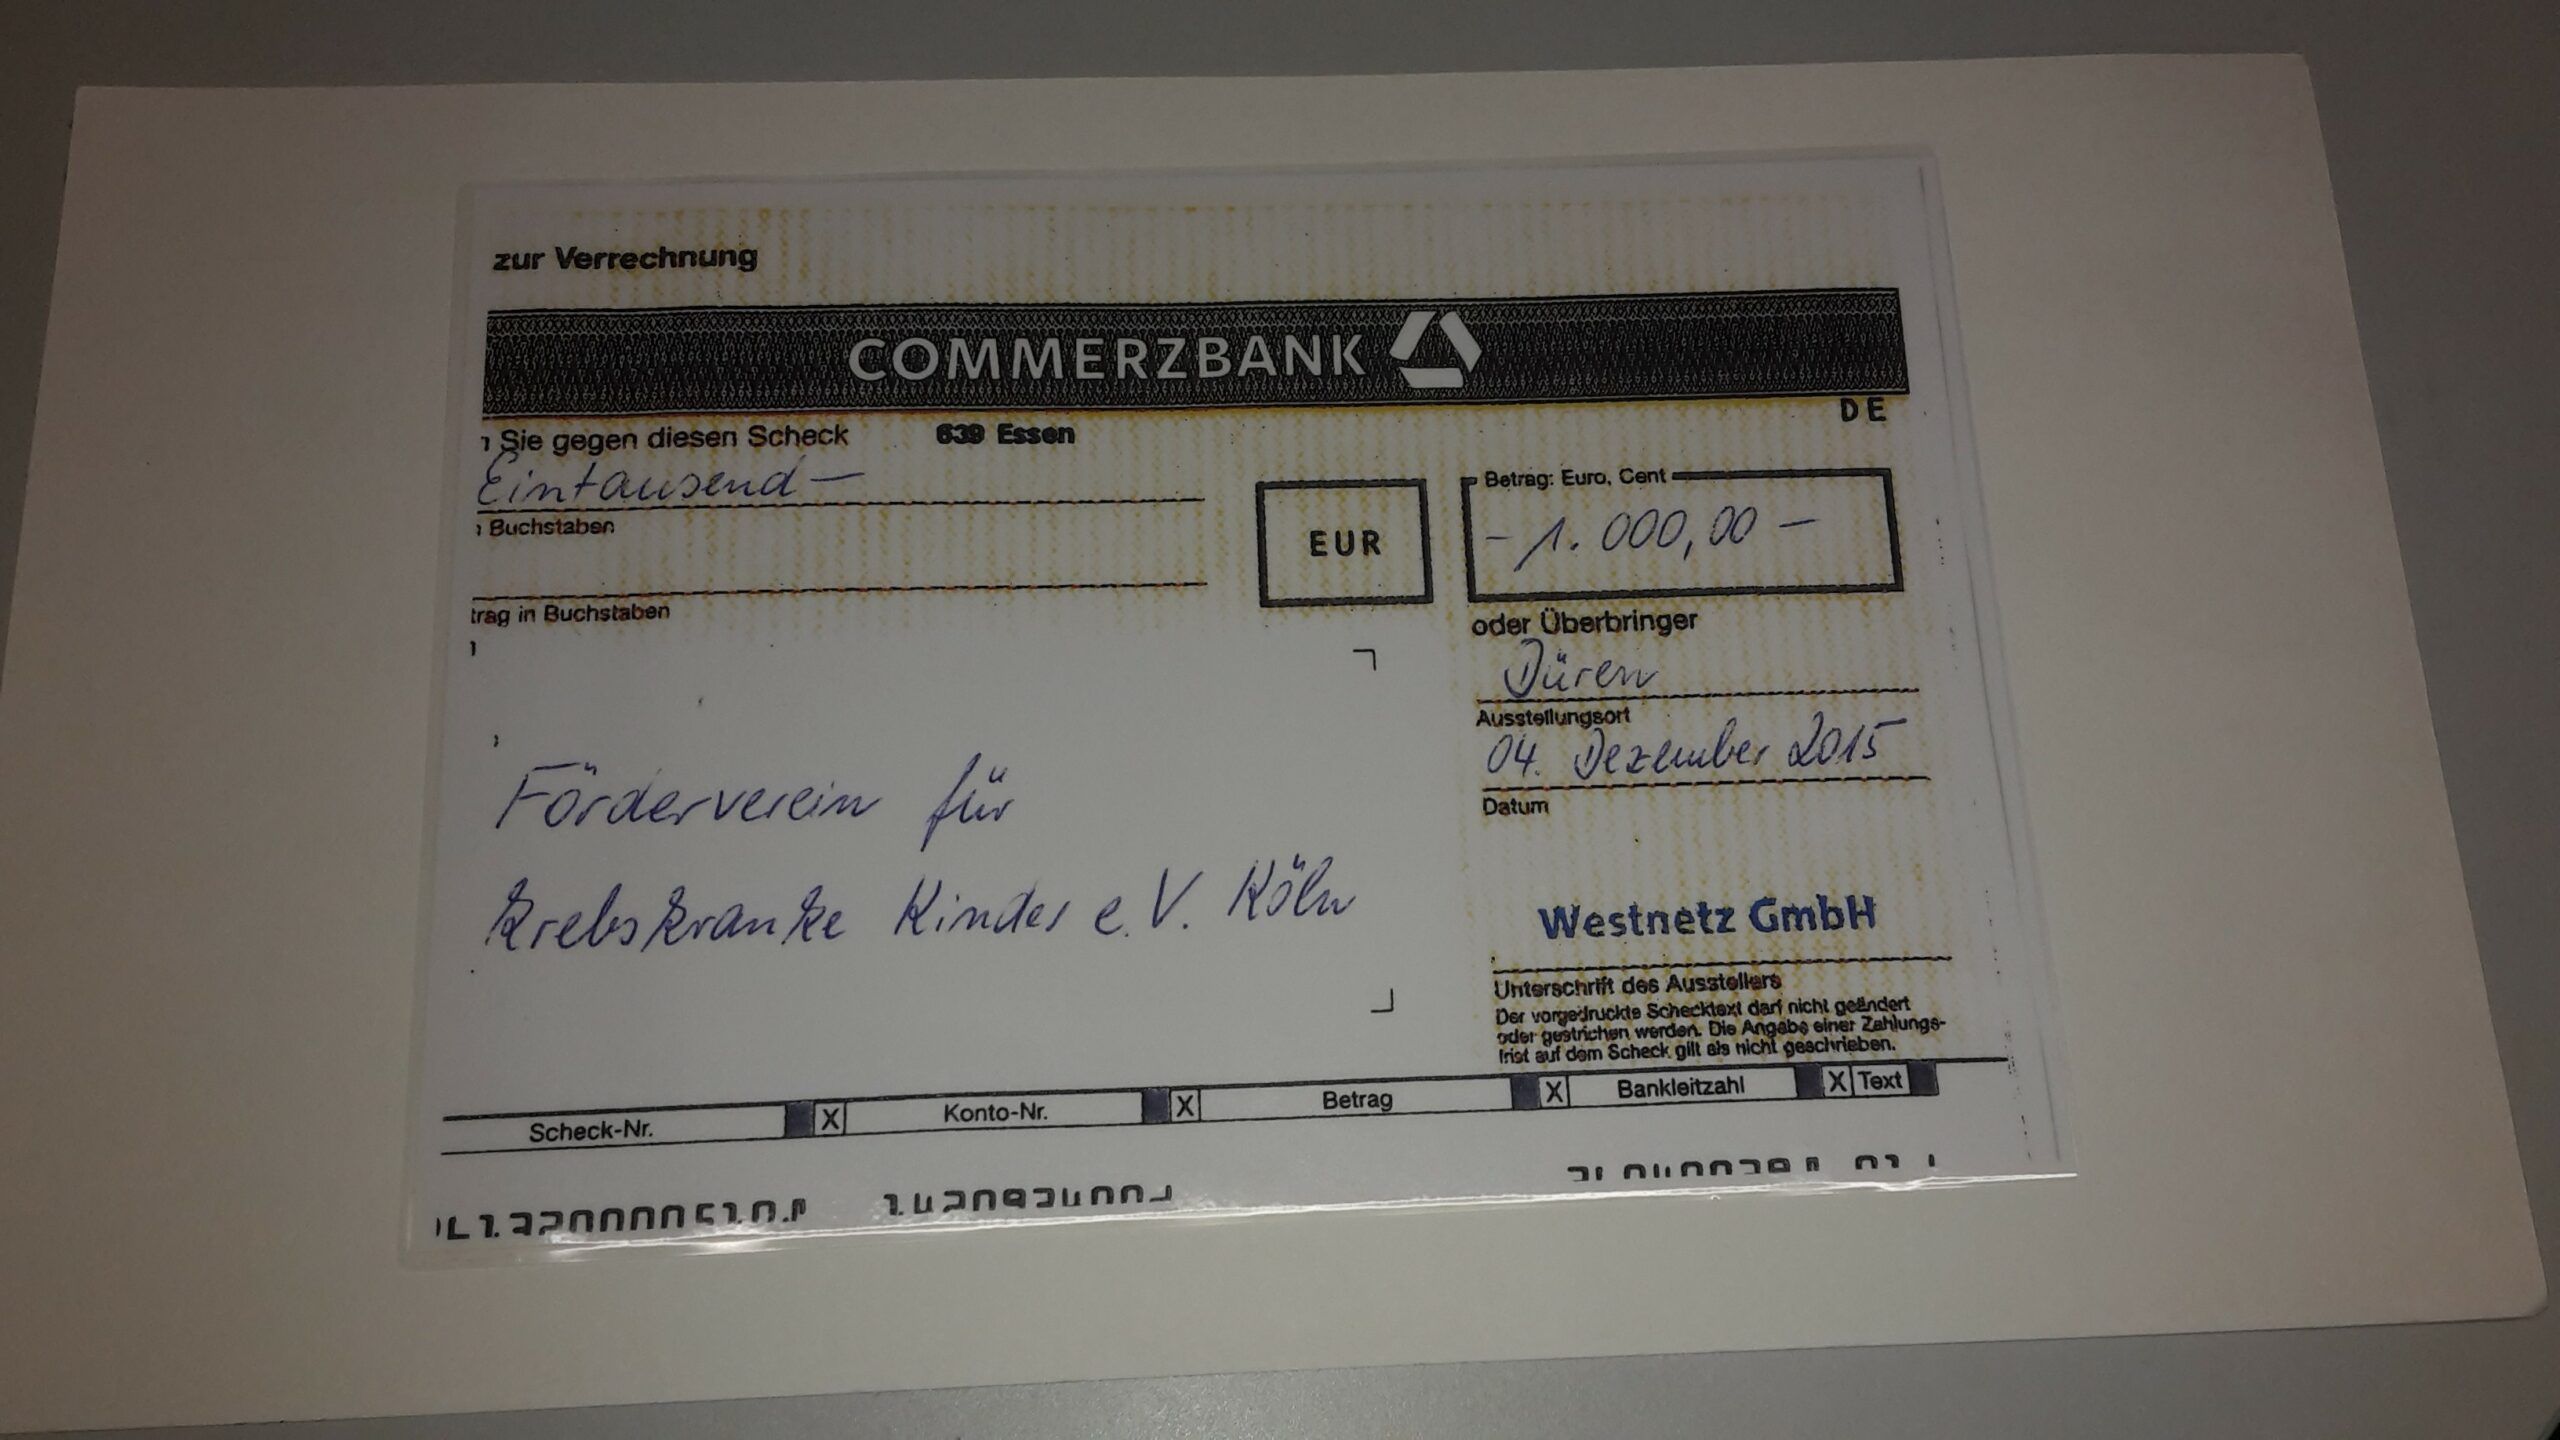 zur Verrechnung
COMMERZBANK
DE
Sie gegen diesen Scheck 639 Essen
Eintausend –
Buchstaben
EUR
Betrag: Euro, Cent
- 1.000,00 –
trag in Buchstaben
oder Überbringer
Düren
Ausstellungsort
04. Dezember 2015
Datum
Förderverein für
Krebskranke Kinder e.V. Köln
Westnetz GmbH
Unterschrift des Ausstellers
Der vorgedruckte Schecktext darf nicht geändert
oder gestrichen werden. Die Angabe einer Zahlungs-
frist auf dem Scheck gilt als nicht geschrieben.
Scheck-Nr. X Konto-Nr. X Betrag X Bankleitzahl X Text